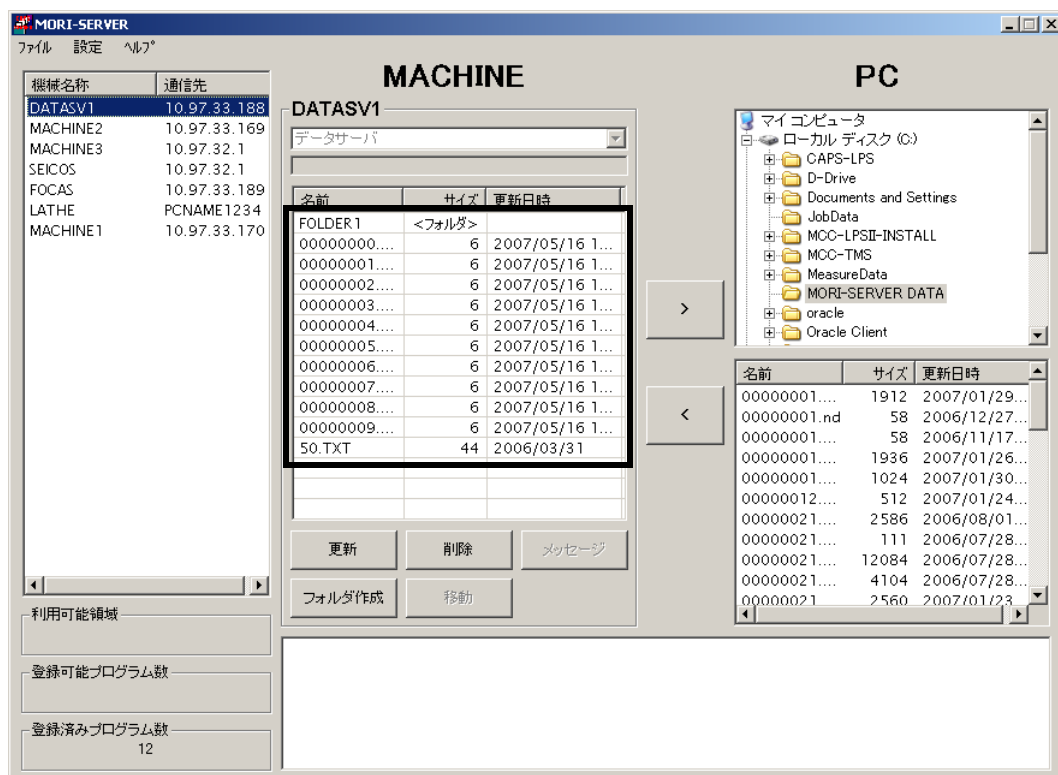 MORI-SERVER
ファイル 設定 ヘルプ
機械名称 通信先
DATASV1 10.97.33.188
MACHINE2 10.97.33.169
MACHINE3 10.97.32.1
SEICOS 10.97.32.1
FOCAS 10.97.33.189
LATHE PCNAME1234
MACHINE1 10.97.33.170
利用可能領域
登録可能プログラム数
登録済みプログラム数
12
MACHINE
DATASV1
データサーバ
名前 サイズ 更新日時
FOLDER1 <フォルダ>
00000000.... 6 2007/05/16 1...
00000001.... 6 2007/05/16 1...
00000002.... 6 2007/05/16 1...
00000003.... 6 2007/05/16 1...
00000004.... 6 2007/05/16 1...
00000005.... 6 2007/05/16 1...
00000006.... 6 2007/05/16 1...
00000007.... 6 2007/05/16 1...
00000008.... 6 2007/05/16 1...
00000009.... 6 2007/05/16 1...
50.TXT 44 2006/03/31
更新 削除 メッセージ
フォルダ作成 移動
>
<
PC
マイ コンピュータ
ローカル ディスク (C:)
CAPS-LPS
D-Drive
Documents and Settings
JobData
MCC-LPSII-INSTALL
MCC-TMS
MeasureData
MORI-SERVER DATA
oracle
Oracle Client
名前 サイズ 更新日時
00000001.... 1912 2007/01/29...
00000001.nd 58 2006/12/27...
00000001.... 58 2006/11/17...
00000001.... 1936 2007/01/26...
00000001.... 1024 2007/01/30...
00000012.... 512 2007/01/24...
00000021.... 2586 2006/08/01...
00000021.... 111 2006/07/28...
00000021.... 12084 2006/07/28...
00000021.... 4104 2006/07/28...
00000021 2560 2007/01/23